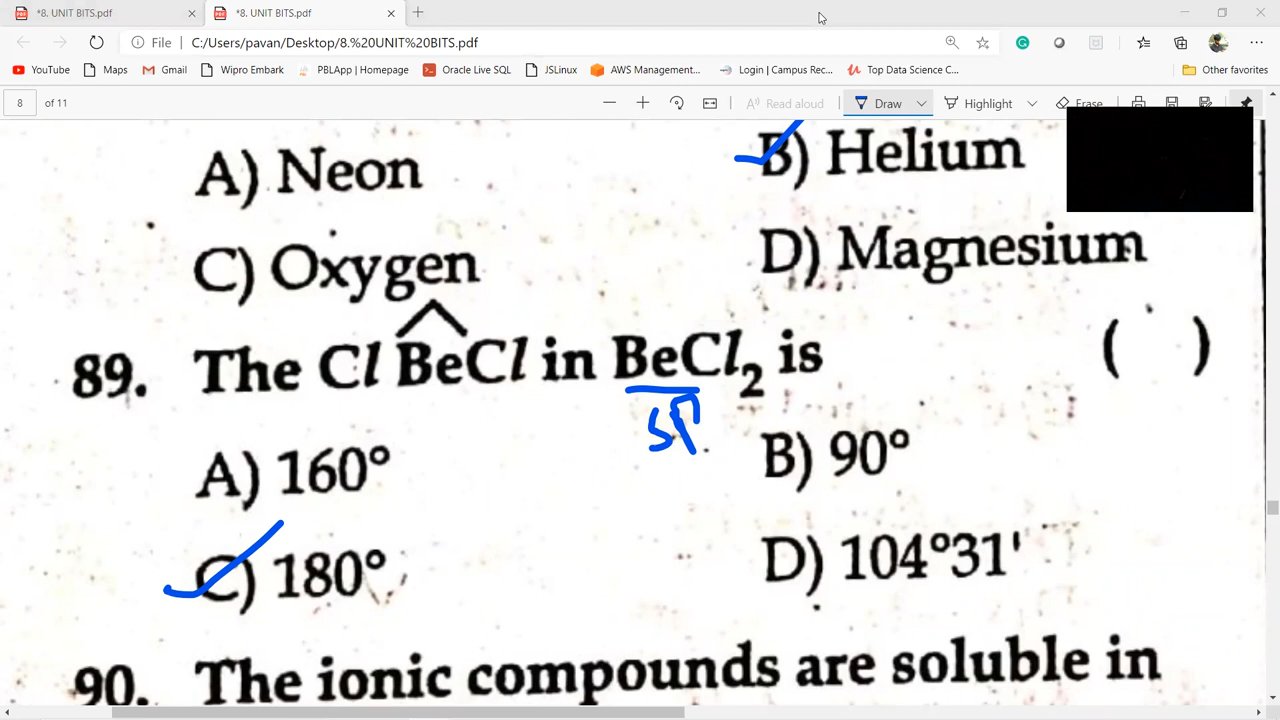 *8. UNIT BITS.pdf
*8. UNIT BITS.pdf
File C:/Users/pavan/Desktop/8.%20UNIT%20BITS.pdf
YouTube Maps Gmail Wipro Embark PBLApp | Homepage Oracle Live SQL JSLinux AWS Management... Login | Campus Rec... Top Data Science C... Other favorites
8 of 11 Read aloud Draw Highlight Erase
A) Neon B) Helium
C) Oxygen D) Magnesium
89. The Cl BeCl in BeCl2 is ( )
SP
A) 160° B) 90°
C) 180° D) 104°31'
90. The ionic compounds are soluble in